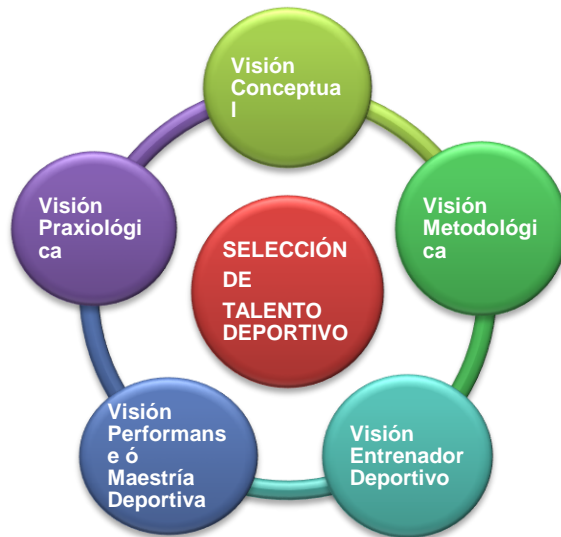 Visión
Conceptua
l
Visión
Praxiológi
ca
Visión
Metodológi
ca
SELECCIÓN
DE
TALENTO
DEPORTIVO
Visión
Performans
e ó
Maestría
Deportiva
Visión
Entrenador
Deportivo